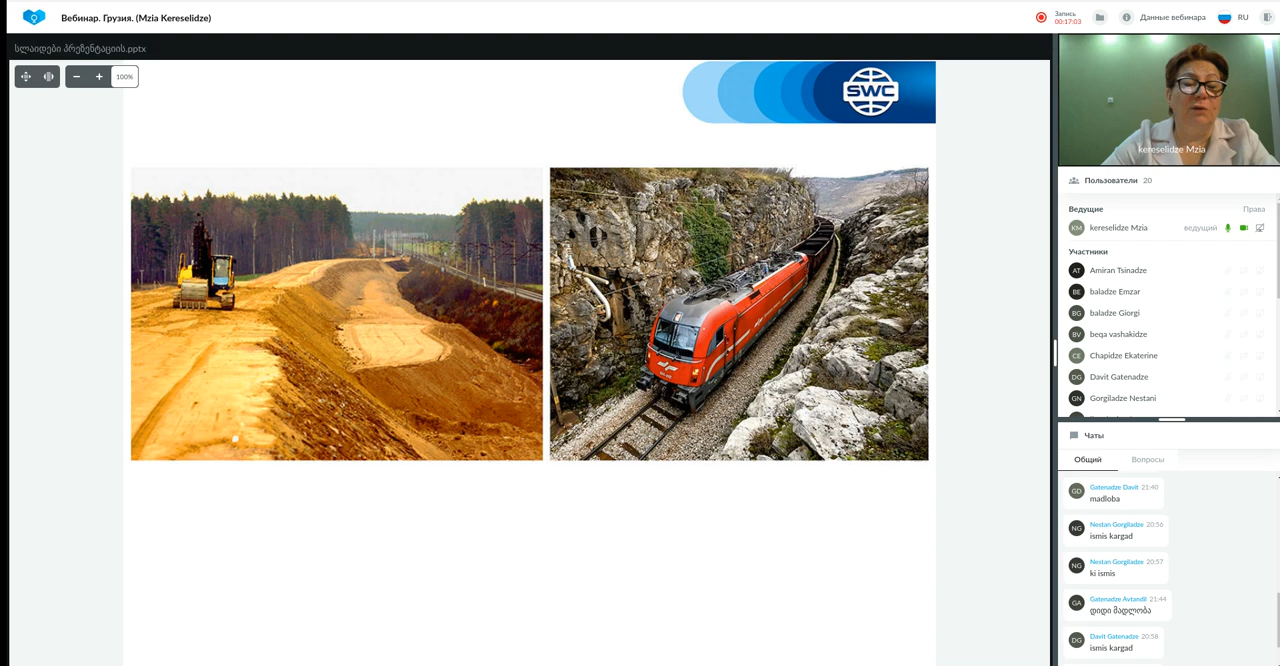 Вебинар. Грузия. (Mzia Kereselidze)
Запись
00:17:03
Данные вебинара
RU
სლაიდები პრეზენტაციის.pptx
100%
SWC
kereselidze Mzia
Пользователи 20
Ведущие
Права
KM kereselidze Mzia ведущий
Участники
AT Amiran Tsinadze
BE baladze Emzar
BG baladze Giorgi
BV beqa vashakidze
CE Chapidze Ekaterine
DG Davit Gatenadze
GN Gorgiladze Nestani
Чаты
Общий Вопросы
GD Gatenadze Davit 21:40
madloba
NG Nestan Gorgiladze 20:56
ismis kargad
NG Nestan Gorgiladze 20:57
ki ismis
GA Gatenadze Avtandil 21:44
დიდი მადლობა
DG Davit Gatenadze 20:58
ismis kargad